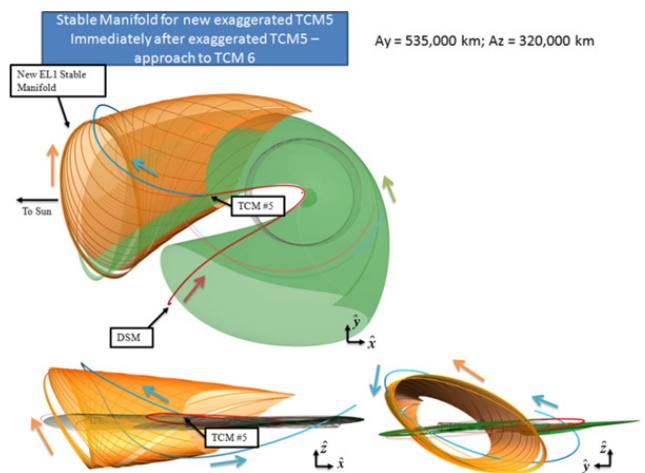 Stable Manifold for new exaggerated TCM5
Immediately after exaggerated TCM5 –
approach to TCM 6
Ay = 535,000 km; Az = 320,000 km
New EL1 Stable
Manifold
To Sun
TCM #5
DSM
ŷ
x̂
TCM #5
ẑ
x̂
ẑ
ŷ